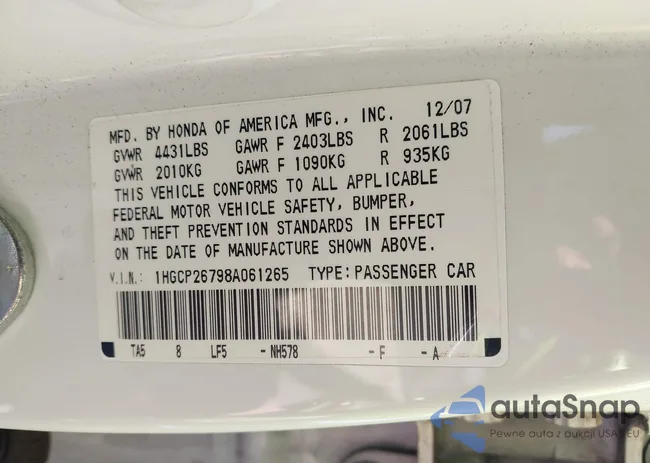 MFD. BY HONDA OF AMERICA MFG., INC. 12/07
GVWR 4431LBS GAWR F 2403LBS R 2061LBS
GVWR 2010KG GAWR F 1090KG R 935KG
THIS VEHICLE CONFORMS TO ALL APPLICABLE
FEDERAL MOTOR VEHICLE SAFETY, BUMPER,
AND THEFT PREVENTION STANDARDS IN EFFECT
ON THE DATE OF MANUFACTURE SHOWN ABOVE.
V.I.N.: 1HGCP26798A061265 TYPE: PASSENGER CAR
TA5 8 LF5 -NH578 -F -A
autaSnap
Pewne auta z aukcji USA i EU